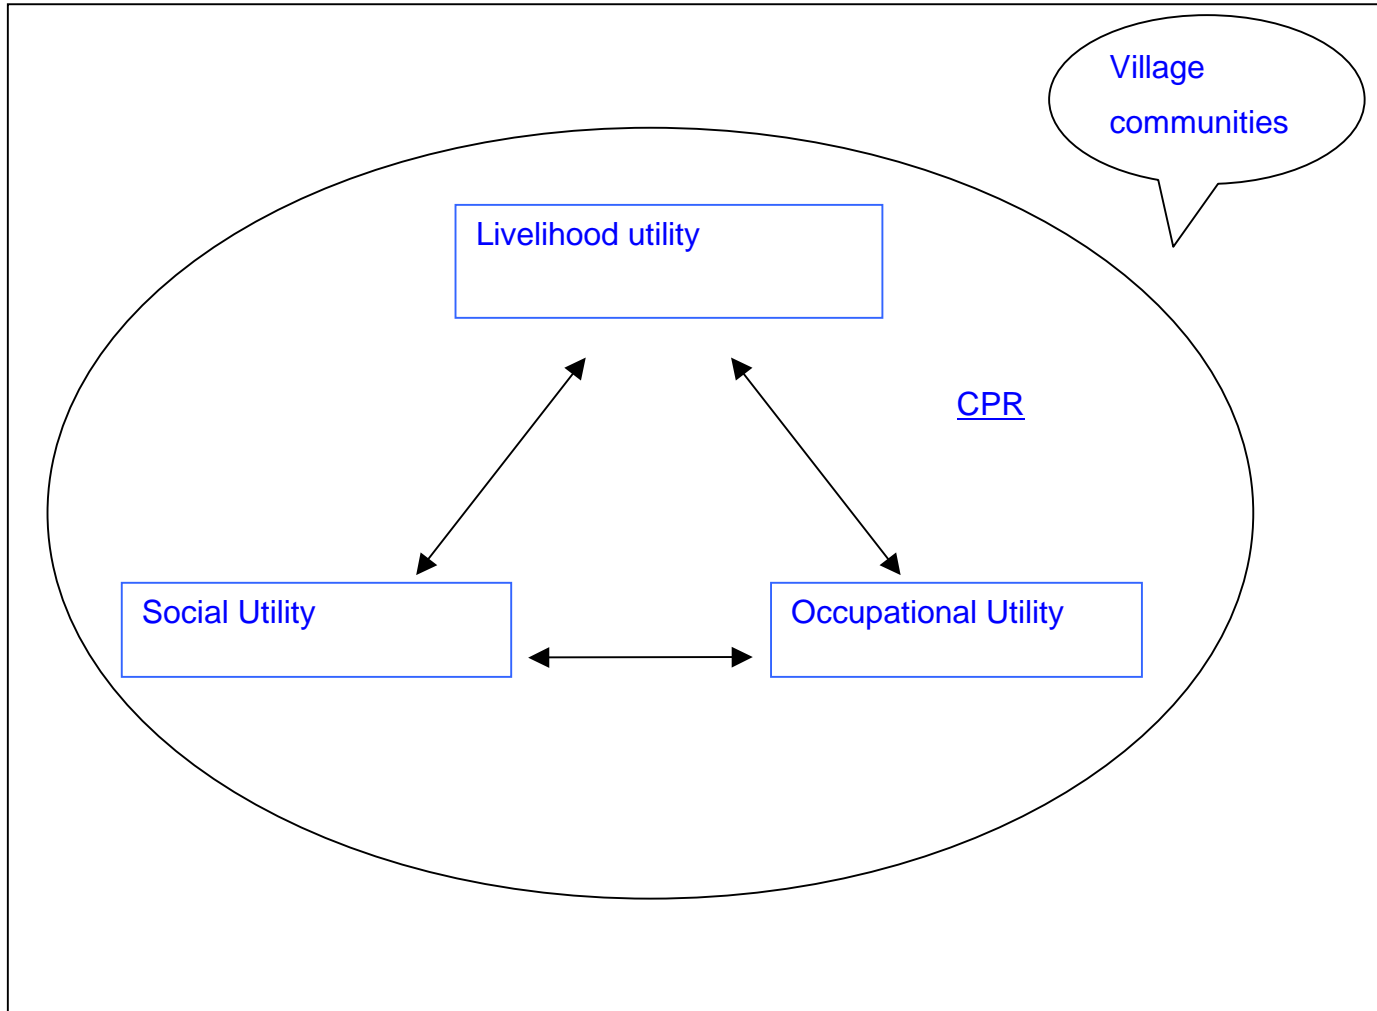 Village
communities
Livelihood utility
CPR
Social Utility
Occupational Utility